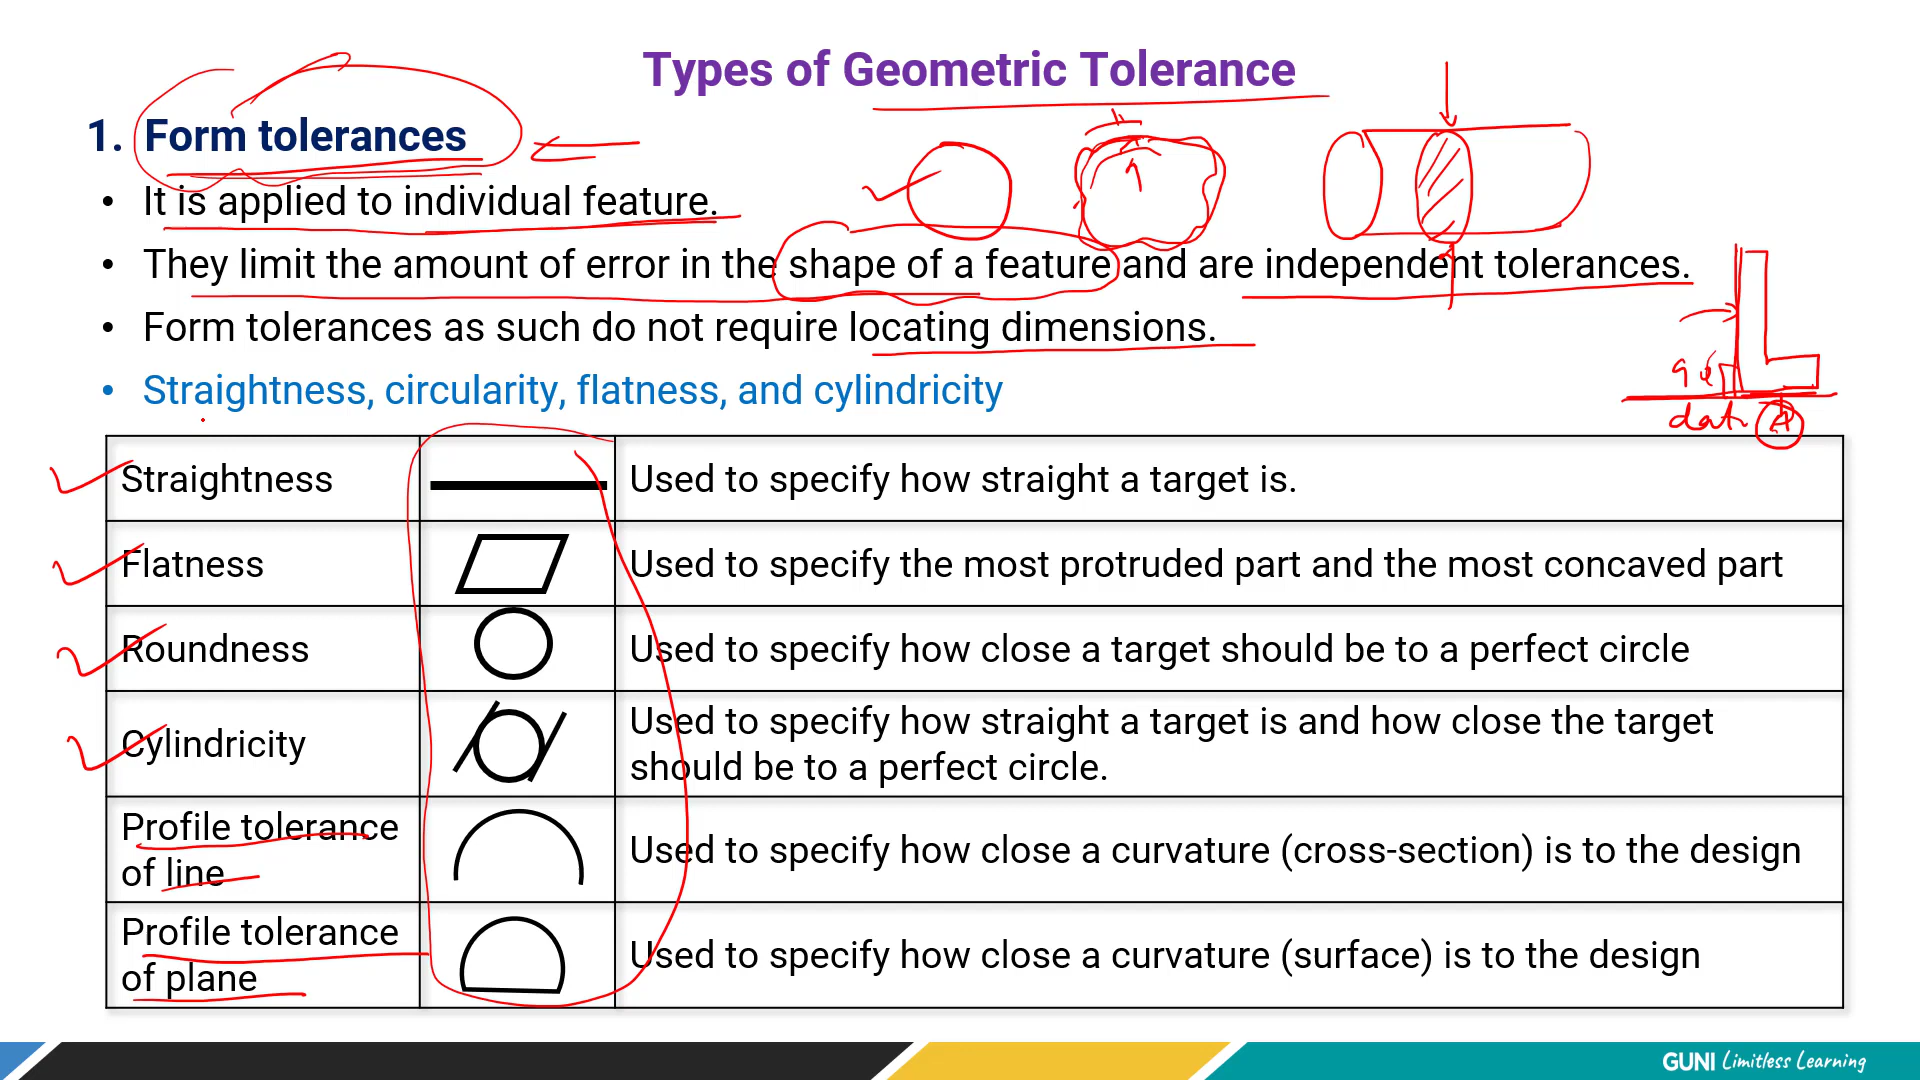 Types of Geometric Tolerance
1. Form tolerances
• It is applied to individual feature.
• They limit the amount of error in the shape of a feature and are independent tolerances.
• Form tolerances as such do not require locating dimensions.
• Straightness, circularity, flatness, and cylindricity
A
Straightness
Used to specify how straight a target is.
Flatness
Used to specify the most protruded part and the most concaved part
Roundness
Used to specify how close a target should be to a perfect circle
Cylindricity
Used to specify how straight a target is and how close the target
should be to a perfect circle.
Profile tolerance
of line
Used to specify how close a curvature (cross-section) is to the design
Profile tolerance
of plane
Used to specify how close a curvature (surface) is to the design
GUNI Limitless Learning